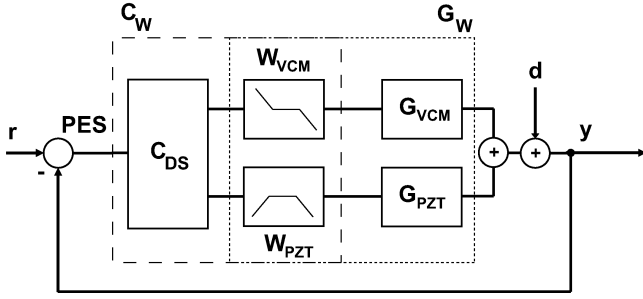 C_W
G_W
W_VCM
d
r
PES
G_VCM
y
C_DS
+
+
-
G_PZT
W_PZT